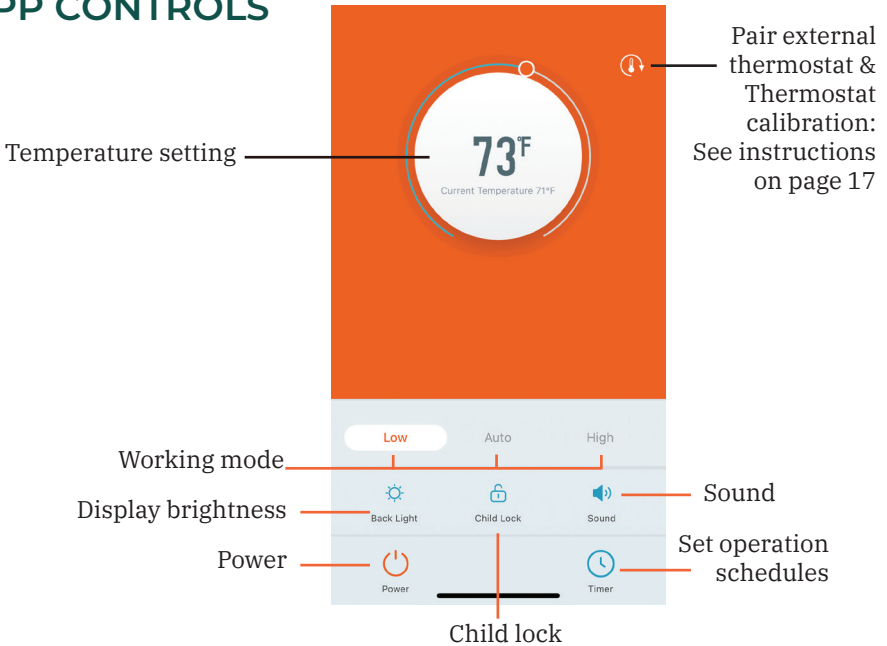 PP CONTROLS
Pair external
thermostat &
Thermostat
calibration:
See instructions
on page 17
Temperature setting
73°F
Current Temperature 71°F
Low
Auto
High
Working mode
Display brightness
Back Light
Child Lock
Sound
Sound
Power
Power
Timer
Set operation
schedules
Child lock